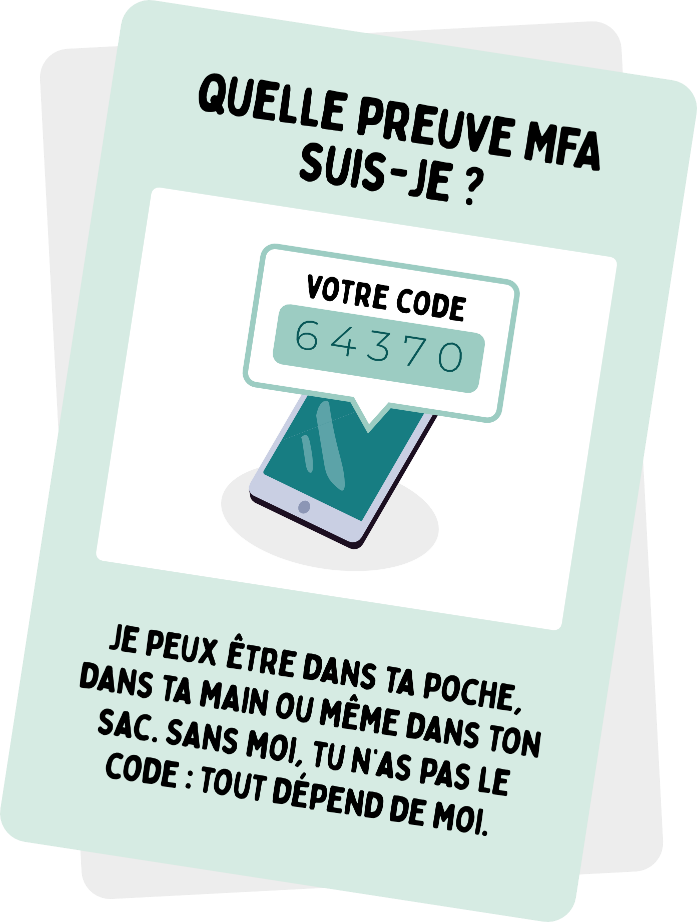 QUELLE PREUVE MFA
SUIS-JE ?
VOTRE CODE
64370
JE PEUX ÊTRE DANS TA POCHE,
DANS TA MAIN OU MÊME DANS TON
SAC. SANS MOI, TU N'AS PAS LE
CODE : TOUT DÉPEND DE MOI.